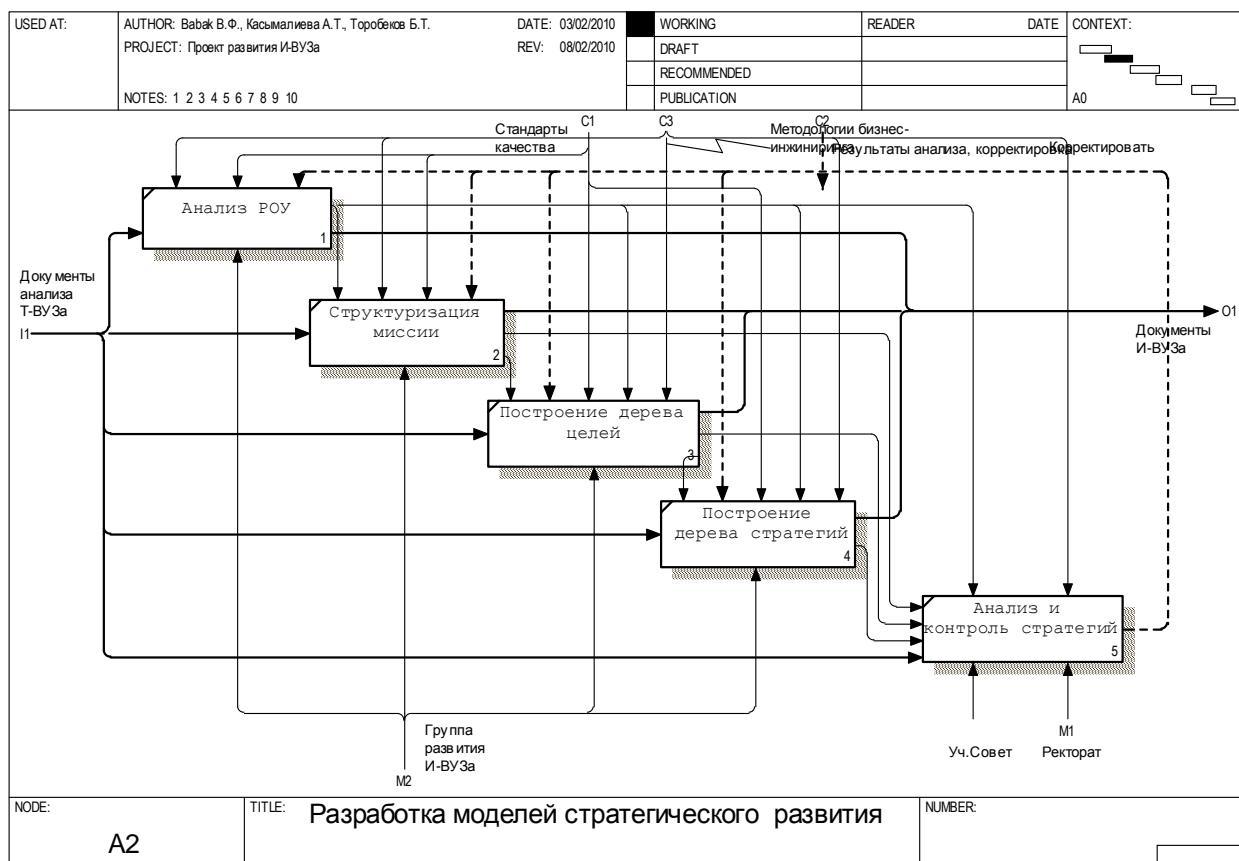 USED AT:
AUTHOR: Babak В.Ф., Касымалиева А.Т., Торобеков Б.Т.
DATE: 03/02/2010
WORKING
READER
DATE
CONTEXT:
PROJECT: Проект развития И-ВУЗа
REV: 08/02/2010
DRAFT
RECOMMENDED
NOTES: 1 2 3 4 5 6 7 8 9 10
PUBLICATION
A0
C1
C3
C2
Стандарты
качества
Методологии бизнес-
инжиниринга
Результаты анализа, корректировка
Корректировать
Анализ РОУ
1
Документы
анализа
Т-ВУЗа
I1
Структуризация
миссии
2
O1
Документы
И-ВУЗа
Построение дерева
целей
3
Построение
дерева стратегий
4
Анализ и
контроль стратегий
5
Группа
развития
И-ВУЗа
M2
M1
Уч.Совет
Ректорат
NODE:
TITLE:
Разработка моделей стратегического развития
NUMBER:
A2